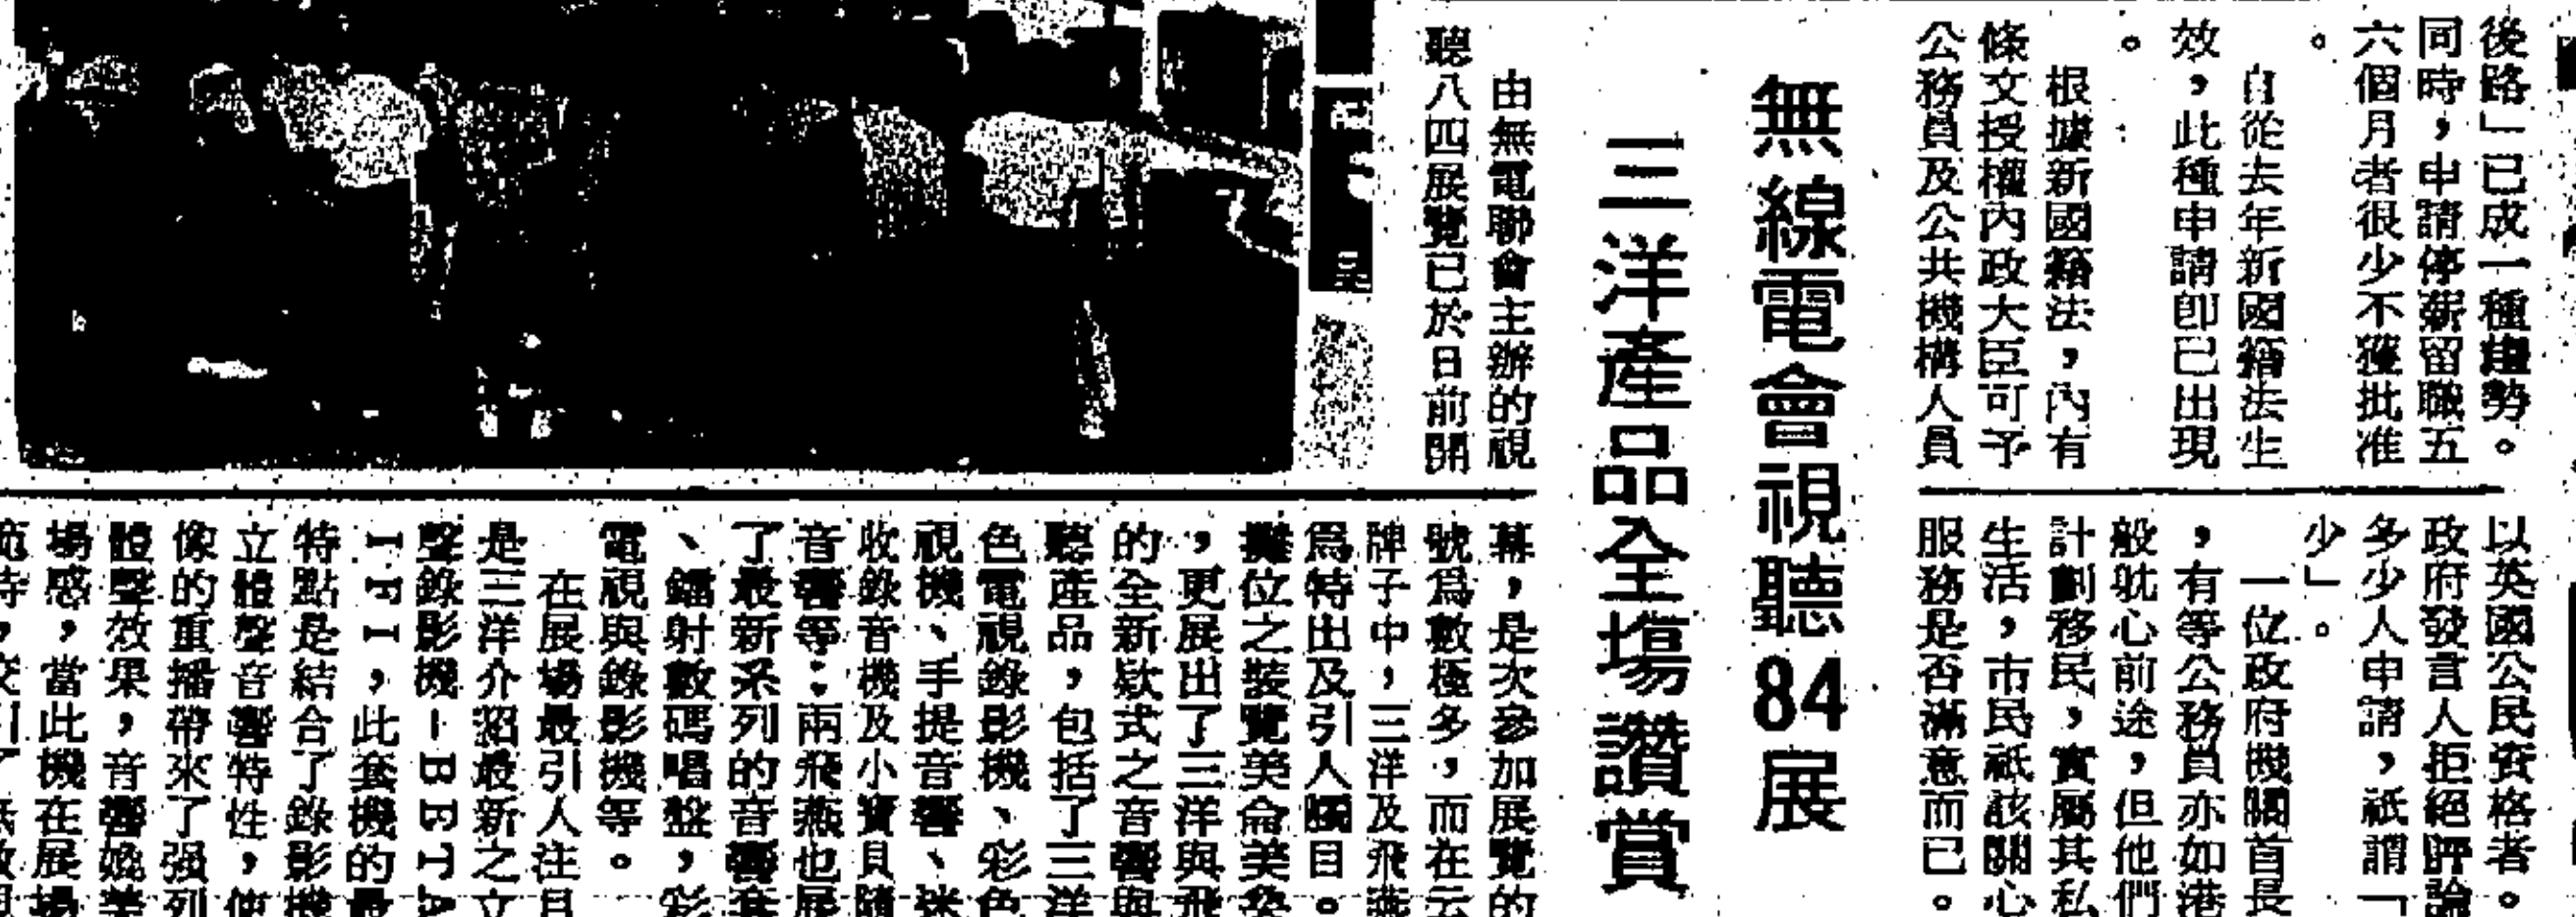 後路」已成一種趨勢。
同時，申請停薪留職五
六個月者很少不獲批准
。
自從去年新國籍法生
效，此種申請即已出現
。
根據新國籍法，內有
條文授權內政大臣可予
公務員及公共機構人員
以英國公民資格者。
政府發言人拒絕評論
多少人申請，祇謂「
少」。
一位政府機關首長
，有等公務員亦如港
般躭心前途，但他們
計劃移民，實屬其私
生活，市民祇該關心
服務是否滿意而已。
無線電會視聽84展
三洋產品全場讚賞
由無電聯會主辦的視
聽八四展覽已於日前開
幕，是次參加展覽的
號爲數極多，而在云
牌子中，三洋及飛燕
爲特出及引人矚目。
攤位之裝覽美侖美奐
，更展出了三洋與飛
的全新欵式之音響與
聽產品，包括了三洋
色電視錄影機、彩色
視機、手提音響、迷
收錄音機及小寶貝隨
音響等；兩飛燕也展
了最新系列的音響套
、鐳射數碼唱盤，彩
電視與錄影機等。
在展場最引人注目
是三洋介紹最新之立
聲錄影機－BETA
IFI，此套機的最
特點是結合了錄影機
立體聲音響特性，使
像的重播帶來了强列
體聲效果，音響媲美
場感，當此機在展場